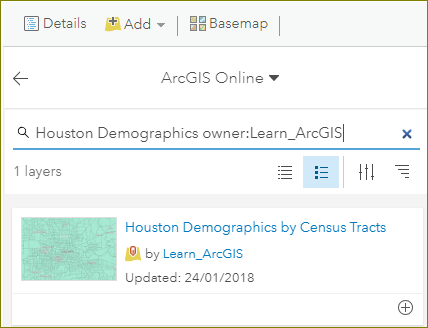 Details Add Basemap
ArcGIS Online
Houston Demographics owner:Learn_ArcGIS
1 layers
Houston Demographics by Census Tracts
by Learn_ArcGIS
Updated: 24/01/2018